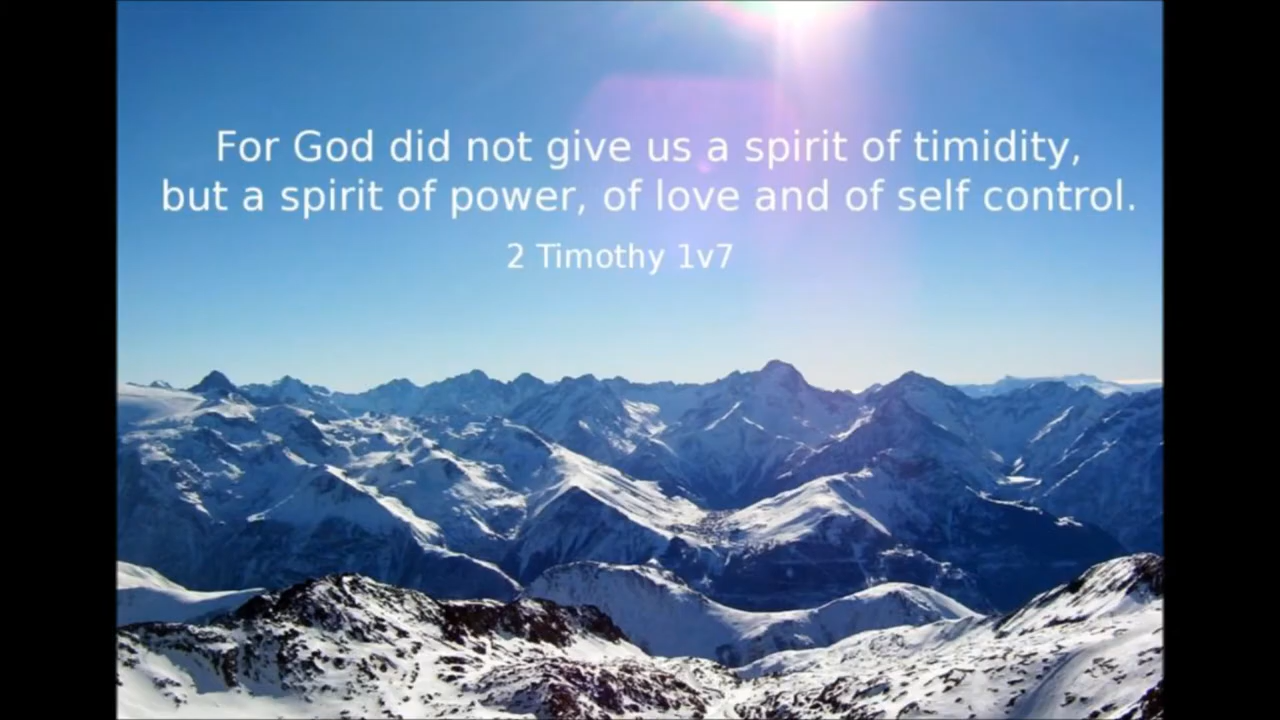 For God did not give us a spirit of timidity,
but a spirit of power, of love and of self control.
2 Timothy 1v7